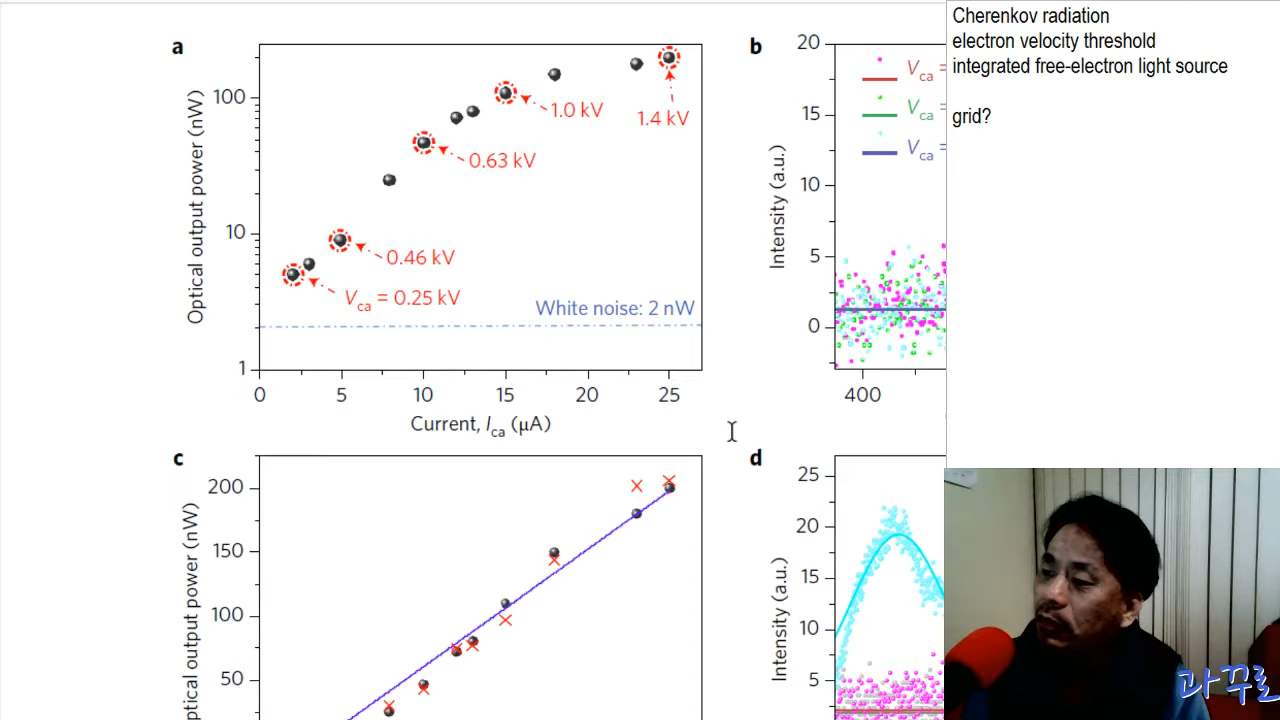 a
100
10
1
Optical output power (nW)
1.0 kV
1.4 kV
0.63 kV
0.46 kV
Vca = 0.25 kV
White noise: 2 nW
0 5 10 15 20 25
Current, Ica (μA)
b
20
15
10
5
0
Intensity (a.u.)
Vca =
Vca =
Vca =
400
Cherenkov radiation
electron velocity threshold
integrated free-electron light source
grid?
c
200
150
100
50
ptical output power (nW)
d
25
20
15
10
5
Intensity (a.u.)
과꾸로